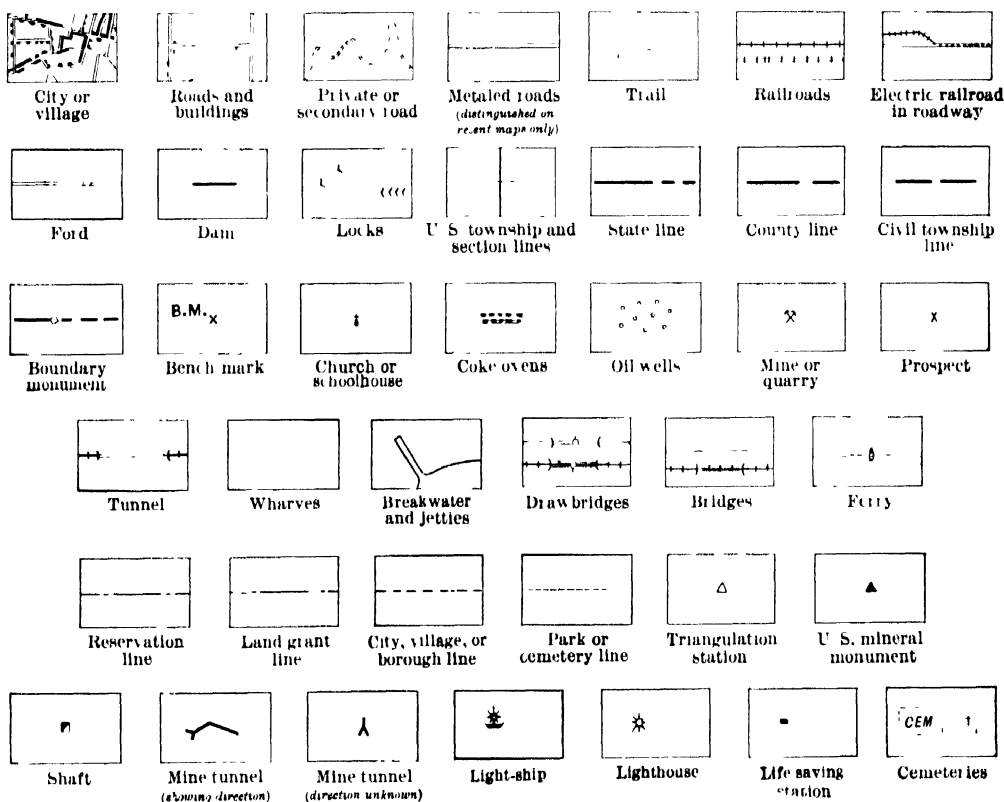 City or
village
Roads and
buildings
Private or
secondary road
Metaled roads
(distinguished on
recent maps only)
Trail
Railroads
Electric railroad
in roadway
Ford
Dam
Locks
U S township and
section lines
State line
County line
Civil township
line
B.M.
X
Boundary
monument
Bench mark
Church or
schoolhouse
Coke ovens
Oil wells
Mine or
quarry
Prospect
Tunnel
Wharves
Breakwater
and jetties
Drawbridges
Bridges
Ferry
Reservation
line
Land grant
line
City, village, or
borough line
Park or
cemetery line
Triangulation
station
U S. mineral
monument
CEM
Shaft
Mine tunnel
(showing direction)
Mine tunnel
(direction unknown)
Light-ship
Lighthouse
Life saving
station
Cemeteries